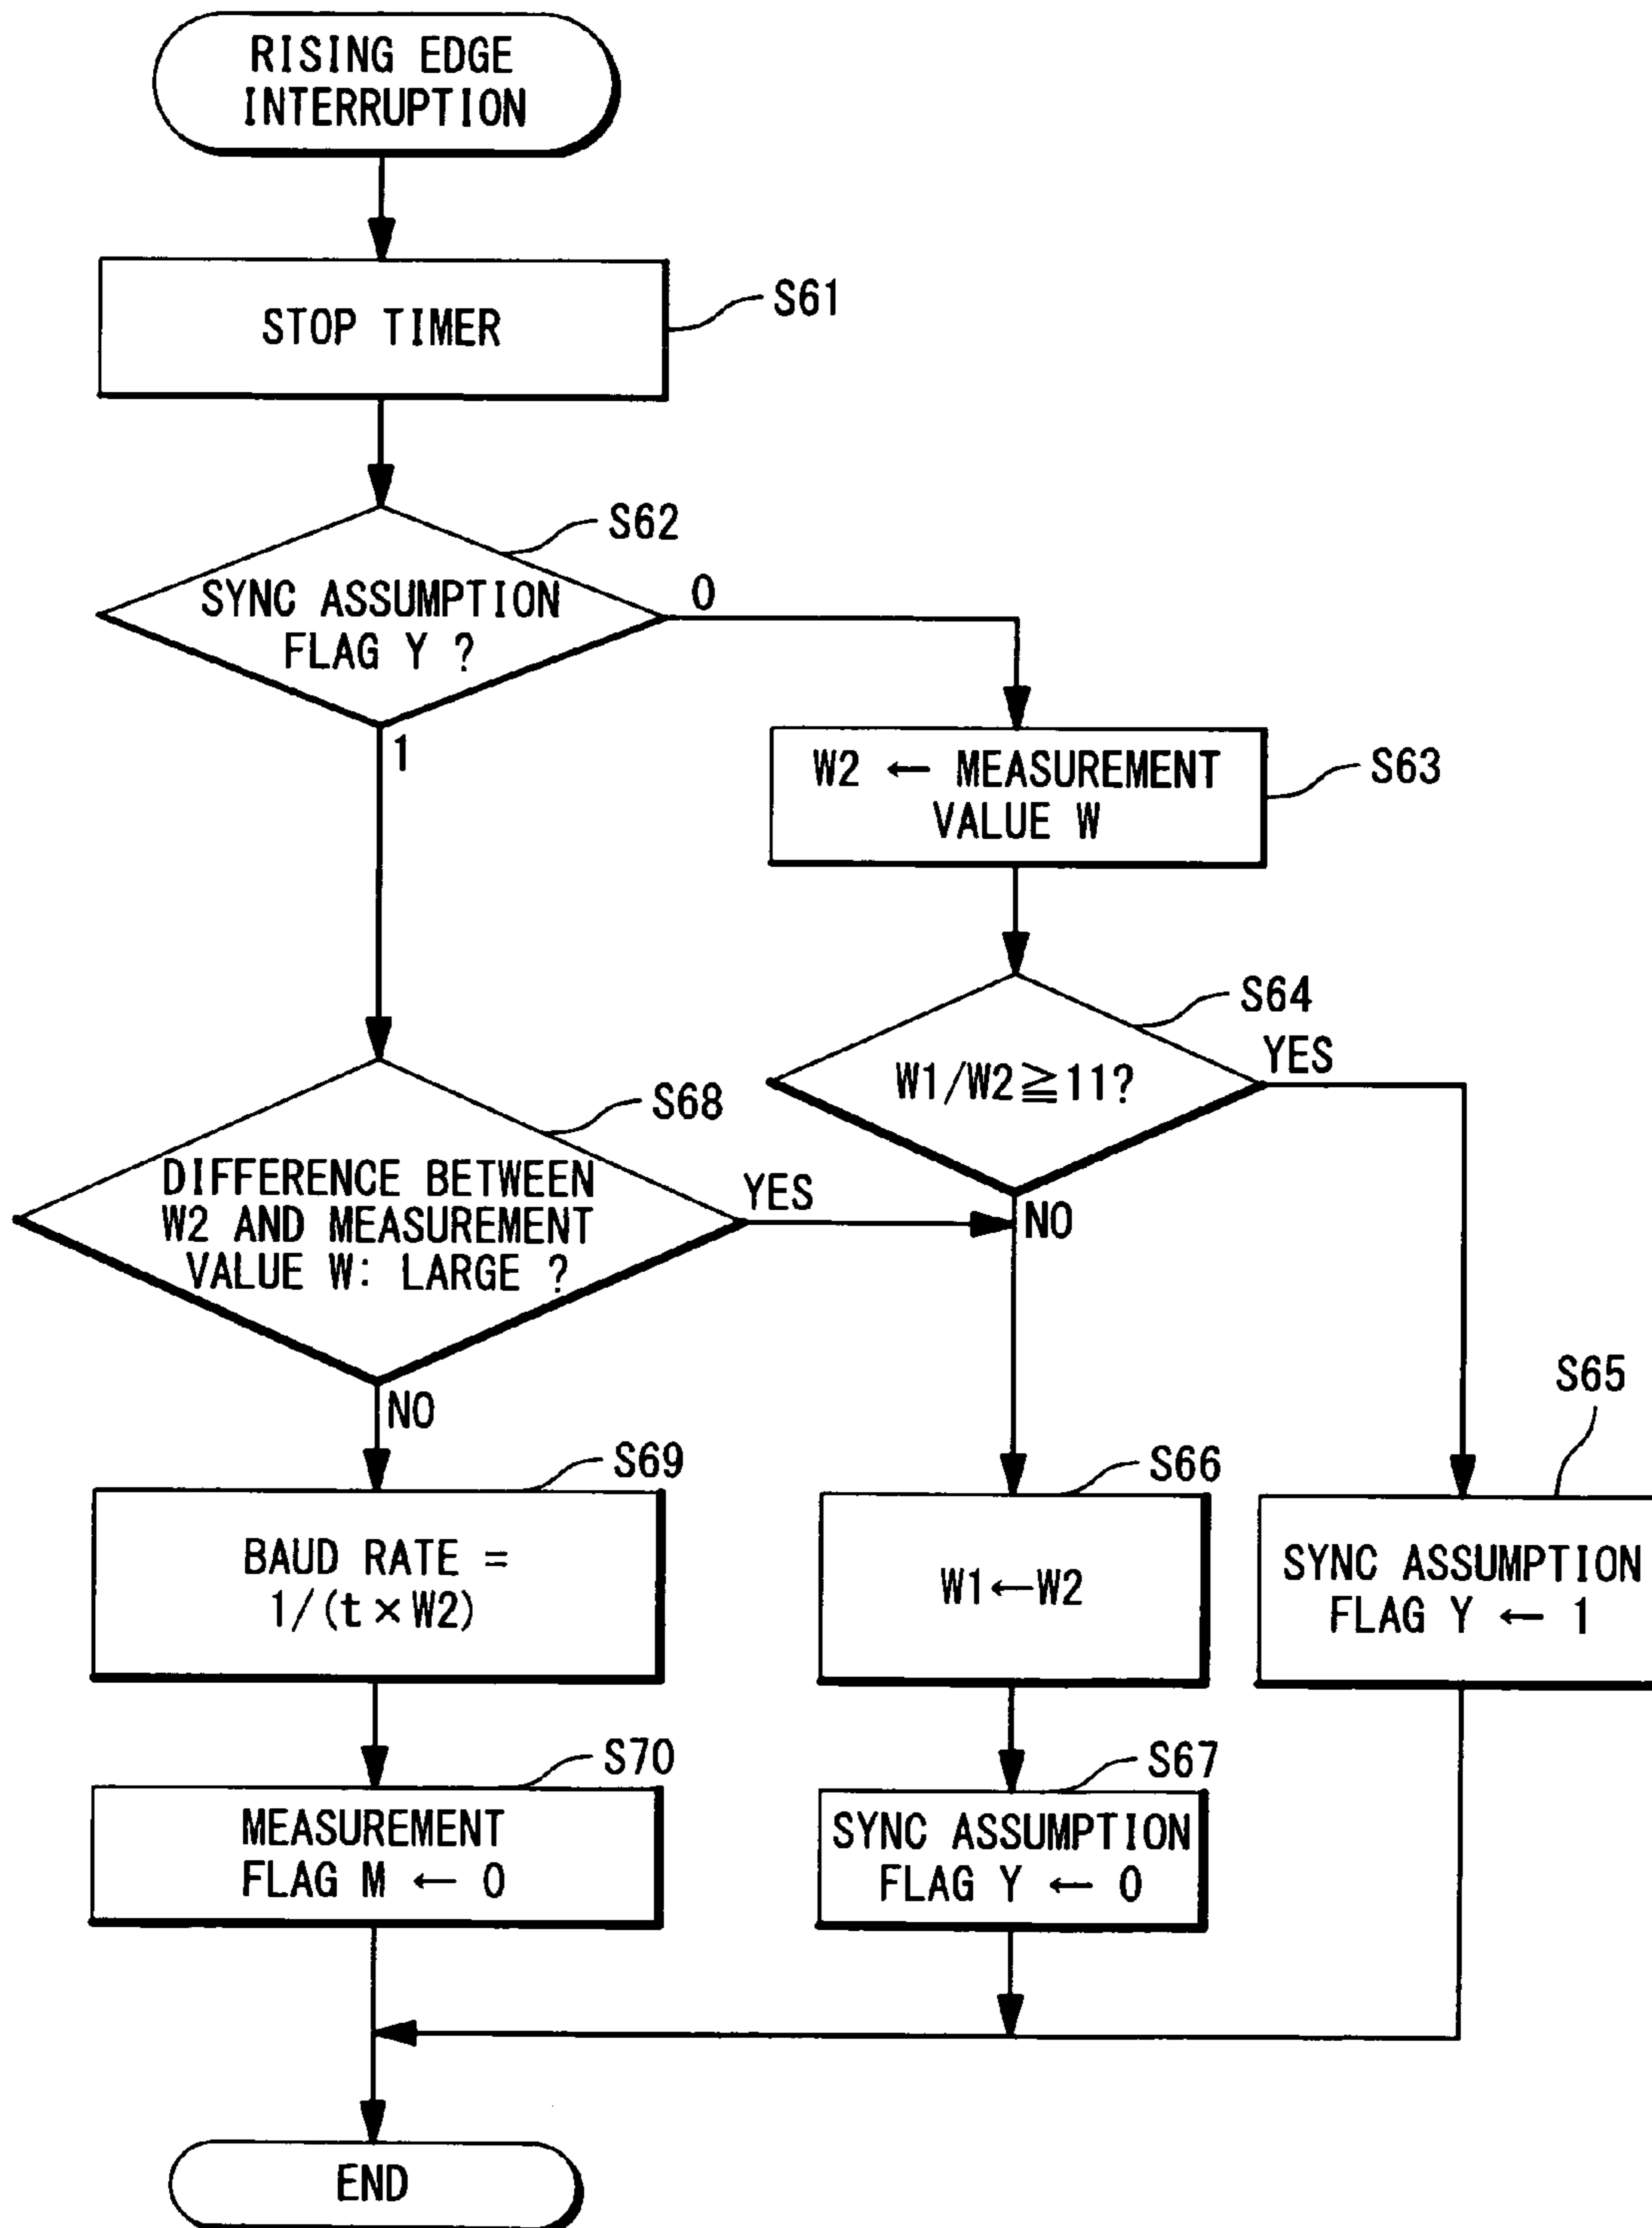 RISING EDGE
INTERRUPTION
STOP TIMER
S61
S62
SYNC ASSUMPTION
FLAG Y ?
0
1
W2 ← MEASUREMENT
VALUE W
S63
S64
W1/W2≧11?
YES
NO
S68
DIFFERENCE BETWEEN
W2 AND MEASUREMENT
VALUE W: LARGE ?
YES
NO
S65
SYNC ASSUMPTION
FLAG Y ← 1
S69
BAUD RATE =
1/(t×W2)
S66
W1←W2
S70
MEASUREMENT
FLAG M ← 0
S67
SYNC ASSUMPTION
FLAG Y ← 0
END